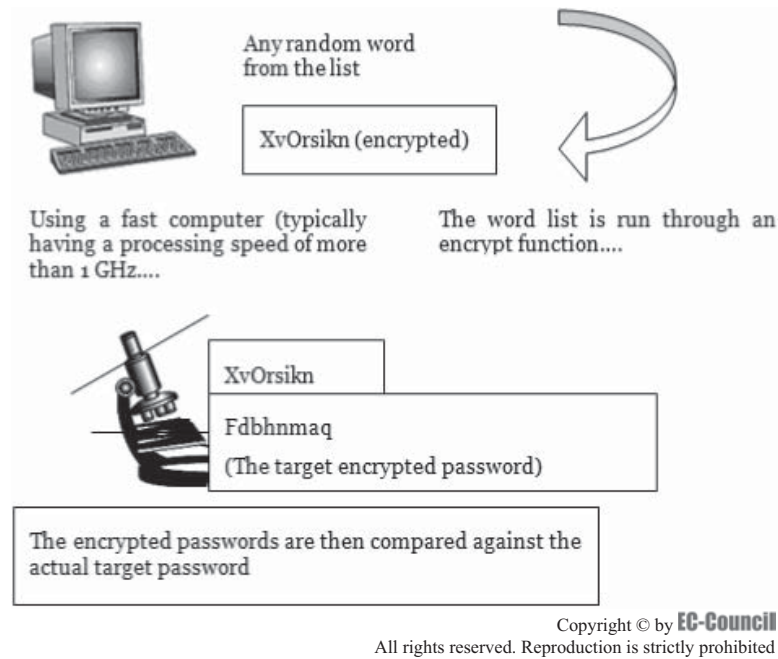 Any random word
from the list
XvOrsikn (encrypted)
Using a fast computer (typically
having a processing speed of more
than 1 GHz....
The word list is run through an
encrypt function....
XvOrsikn
Fdbhnmaq
(The target encrypted password)
The encrypted passwords are then compared against the
actual target password
Copyright © by EC-Council
All rights reserved. Reproduction is strictly prohibited